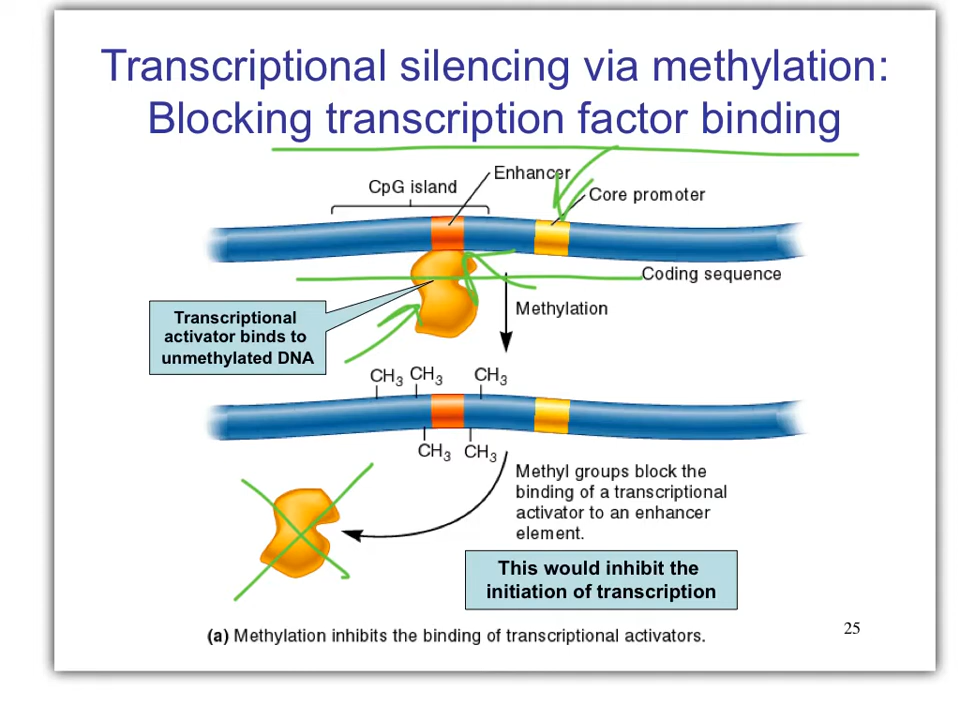 Transcriptional silencing via methylation:
Blocking transcription factor binding
Enhancer
CpG island
Core promoter
Coding sequence
Transcriptional
activator binds to
unmethylated DNA
Methylation
CH3 CH3 CH3
CH3 CH3
Methyl groups block the
binding of a transcriptional
activator to an enhancer
element.
This would inhibit the
initiation of transcription
(a) Methylation inhibits the binding of transcriptional activators.
25